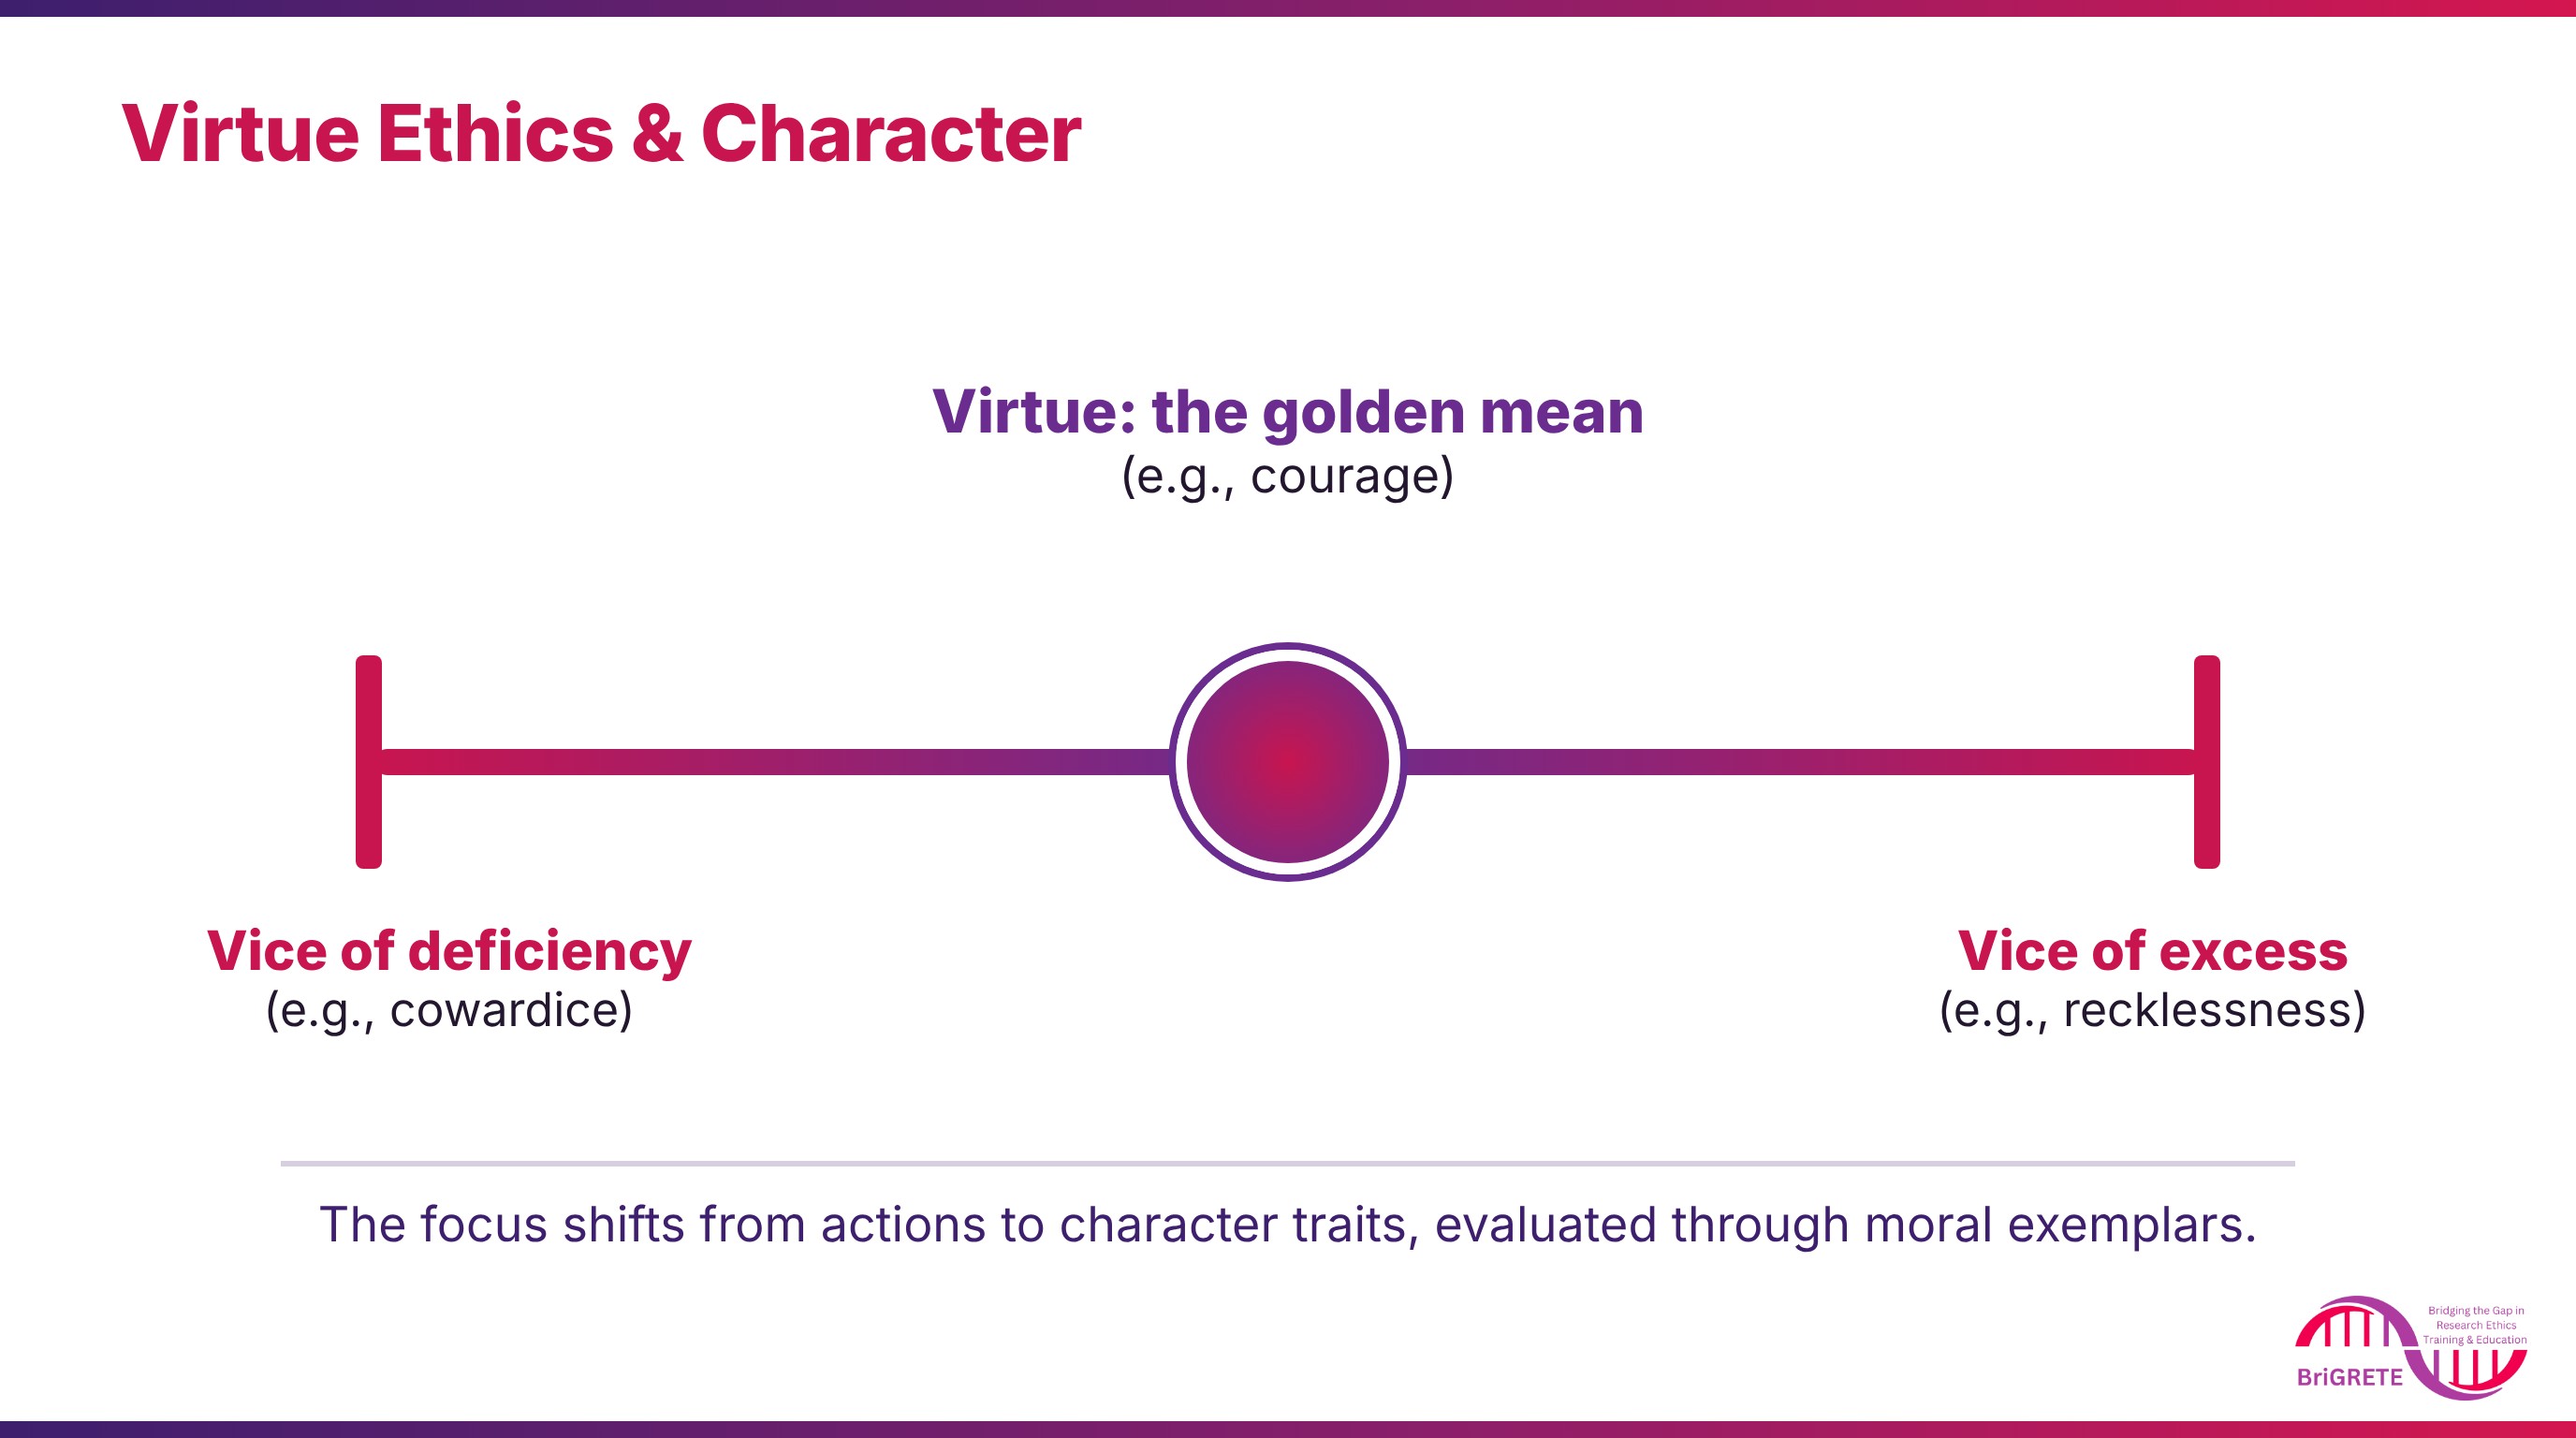 Virtue Ethics & Character
Virtue: the golden mean
(e.g., courage)
Vice of deficiency
(e.g., cowardice)
Vice of excess
(e.g., recklessness)
The focus shifts from actions to character traits, evaluated through moral exemplars.
Bridging the Gap in
Research Ethics
Training & Education
BriGRETE